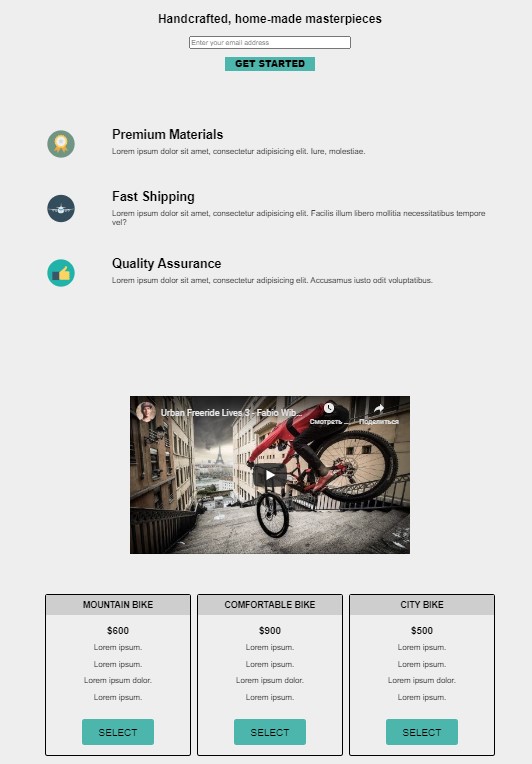 Handcrafted, home-made masterpieces
Enter your email address
GET STARTED
Premium Materials
Lorem ipsum dolor sit amet, consectetur adipisicing elit. Iure, molestiae.
Fast Shipping
Lorem ipsum dolor sit amet, consectetur adipisicing elit. Facilis illum libero mollitia necessitatibus tempore
vel?
Quality Assurance
Lorem ipsum dolor sit amet, consectetur adipisicing elit. Accusamus iusto odit voluptatibus.
Urban Freeride Lives 3 - Fabio Wib...
Смотреть ...
Поделиться
MOUNTAIN BIKE
$600
Lorem ipsum.
Lorem ipsum.
Lorem ipsum dolor.
Lorem ipsum.
SELECT
COMFORTABLE BIKE
$900
Lorem ipsum.
Lorem ipsum.
Lorem ipsum dolor.
Lorem ipsum.
SELECT
CITY BIKE
$500
Lorem ipsum.
Lorem ipsum.
Lorem ipsum dolor.
Lorem ipsum.
SELECT